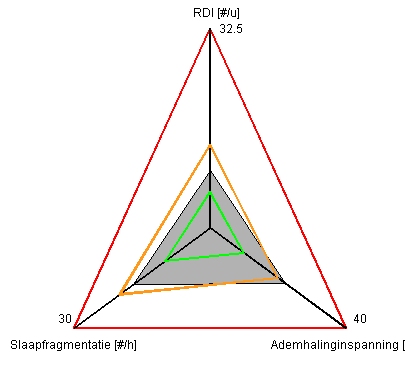 RDI [#/u]
32.5
30
40
Slaapfragmentatie [#/h]
Ademhalinginspanning [